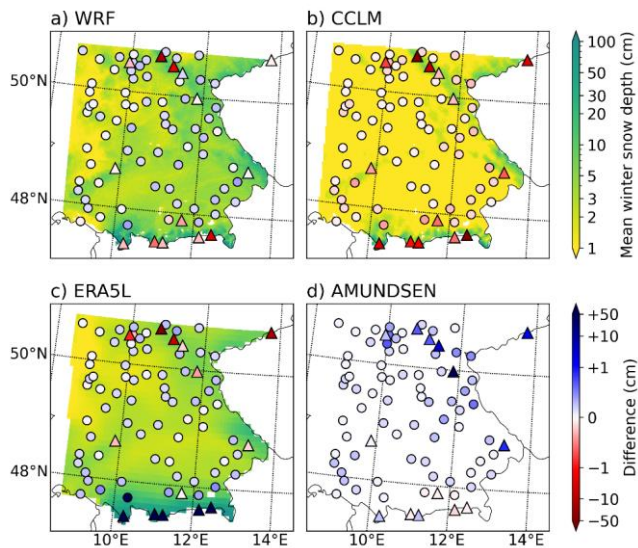 a) WRF
b) CCLM
50°N
48°N
100
50
30
20
10
5
3
2
1
Mean winter snow depth (cm)
c) ERA5L
d) AMUNDSEN
50°N
48°N
10°E 12°E 14°E
10°E 12°E 14°E
+50
+10
+1
0
−1
−10
−50
Difference (cm)